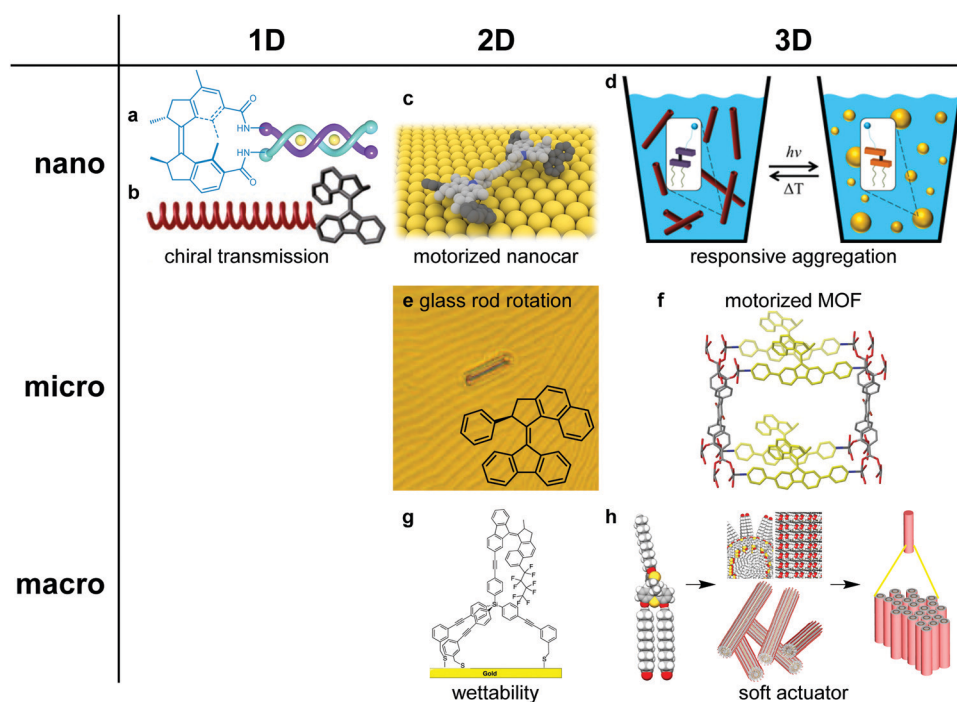 1D
2D
3D
nano
a
O
HN
HN
O
b
chiral transmission
c
motorized nanocar
d
hν
ΔT
responsive aggregation
micro
e glass rod rotation
f
motorized MOF
macro
g
F F
F F
F F
F F
F
Si
S
S
S
Gold
wettability
h
soft actuator